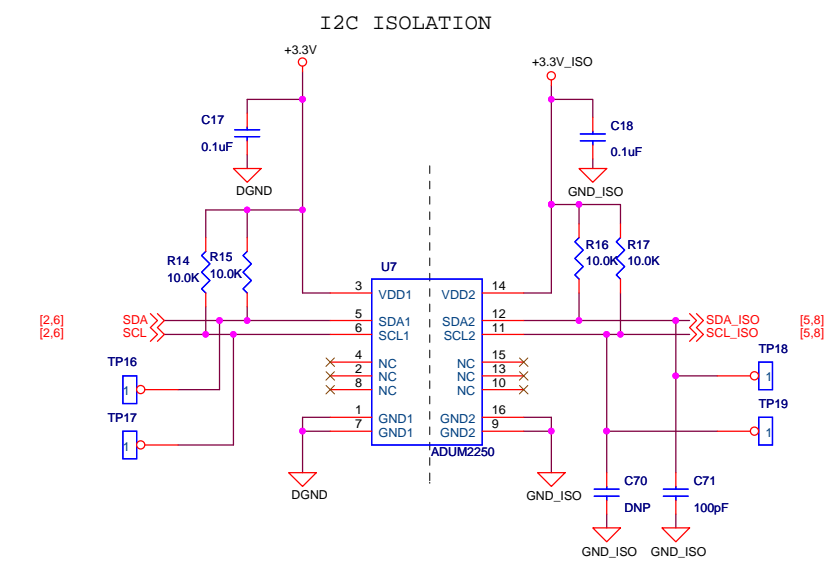 I2C ISOLATION
+3.3V
+3.3V_ISO
C17
0.1uF
DGND
C18
0.1uF
GND_ISO
R14
10.0K
R15
10.0K
R16
10.0K
R17
10.0K
U7
3 VDD1 VDD2 14
[2,6] SDA 5 SDA1 SDA2 12 SDA_ISO [5,8]
[2,6] SCL 6 SCL1 SCL2 11 SCL_ISO [5,8]
4 NC NC 15
2 NC NC 13
8 NC NC 10
1 GND1 GND2 16
7 GND1 GND2 9
ADUM2250
TP16
1
TP17
1
TP18
1
TP19
1
DGND
GND_ISO
C70
DNP
C71
100pF
GND_ISO
GND_ISO